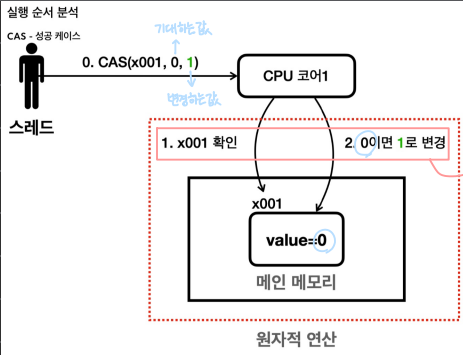 실행 순서 분석
CAS - 성공 케이스
기대하는값
0. CAS(x001, 0, 1)
변경하는값
CPU 코어1
스레드
1. x001 확인
2. 0이면 1로 변경
x001
value=0
메인 메모리
원자적 연산